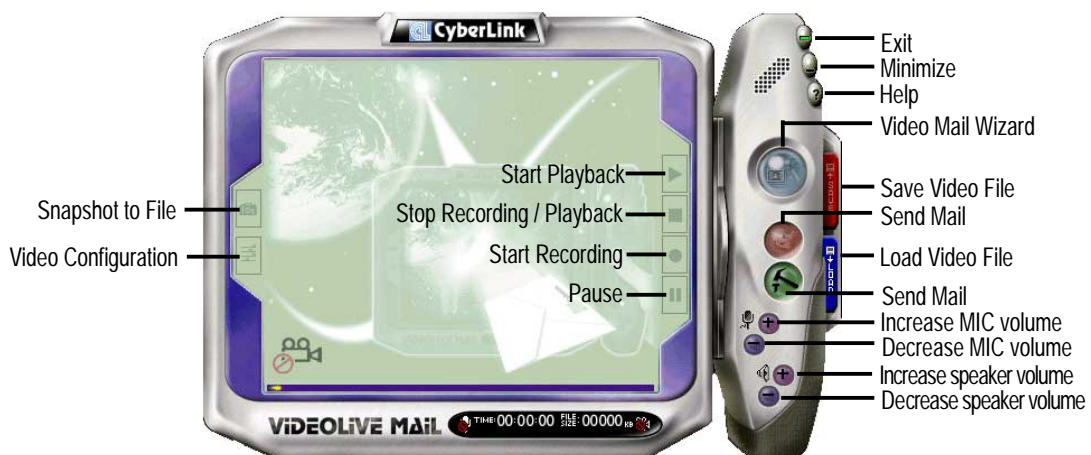 CyberLink
Exit
Minimize
?
Help
Video Mail Wizard
Start Playback
SAVE
Save Video File
Snapshot to File
Stop Recording / Playback
Send Mail
Video Configuration
Start Recording
LOAD
Load Video File
Pause
Send Mail
Increase MIC volume
Decrease MIC volume
Increase speaker volume
Decrease speaker volume
ViDEOLiVE MAiL
TIME: 00:00:00 FILE SIZE: 00000 KB